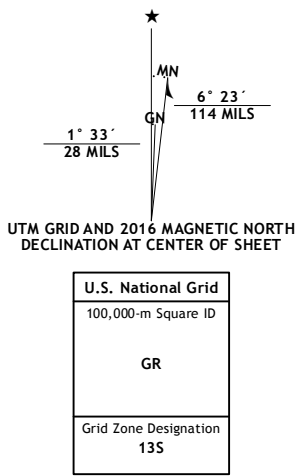 ★
MN
GN
6° 23´
114 MILS
1° 33´
28 MILS
UTM GRID AND 2016 MAGNETIC NORTH
DECLINATION AT CENTER OF SHEET
U.S. National Grid
100,000-m Square ID
GR
Grid Zone Designation
13S